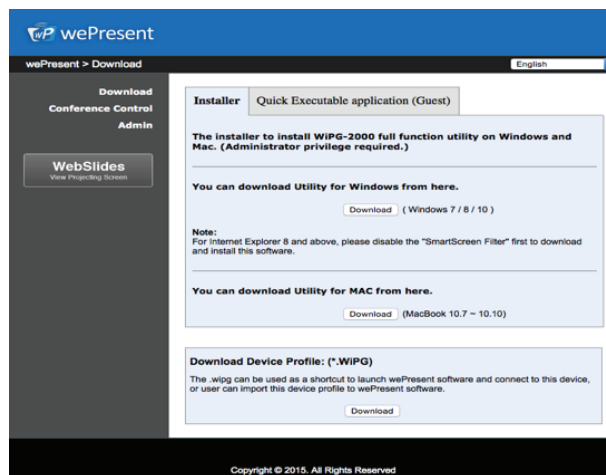 wP wePresent
wePresent > Download
English
Download
Conference Control
Admin
WebSlides
View Projecting Screen
Installer
Quick Executable application (Guest)
The installer to install WiPG-2000 full function utility on Windows and
Mac. (Administrator privilege required.)
You can download Utility for Windows from here.
Download ( Windows 7 / 8 / 10 )
Note:
For Internet Explorer 8 and above, please disable the "SmartScreen Filter" first to download
and install this software.
You can download Utility for MAC from here.
Download (MacBook 10.7 ~ 10.10)
Download Device Profile: (*.WiPG)
The .wipg can be used as a shortcut to launch wePresent software and connect to this device,
or user can import this device profile to wePresent software.
Download
Copyright © 2015. All Rights Reserved